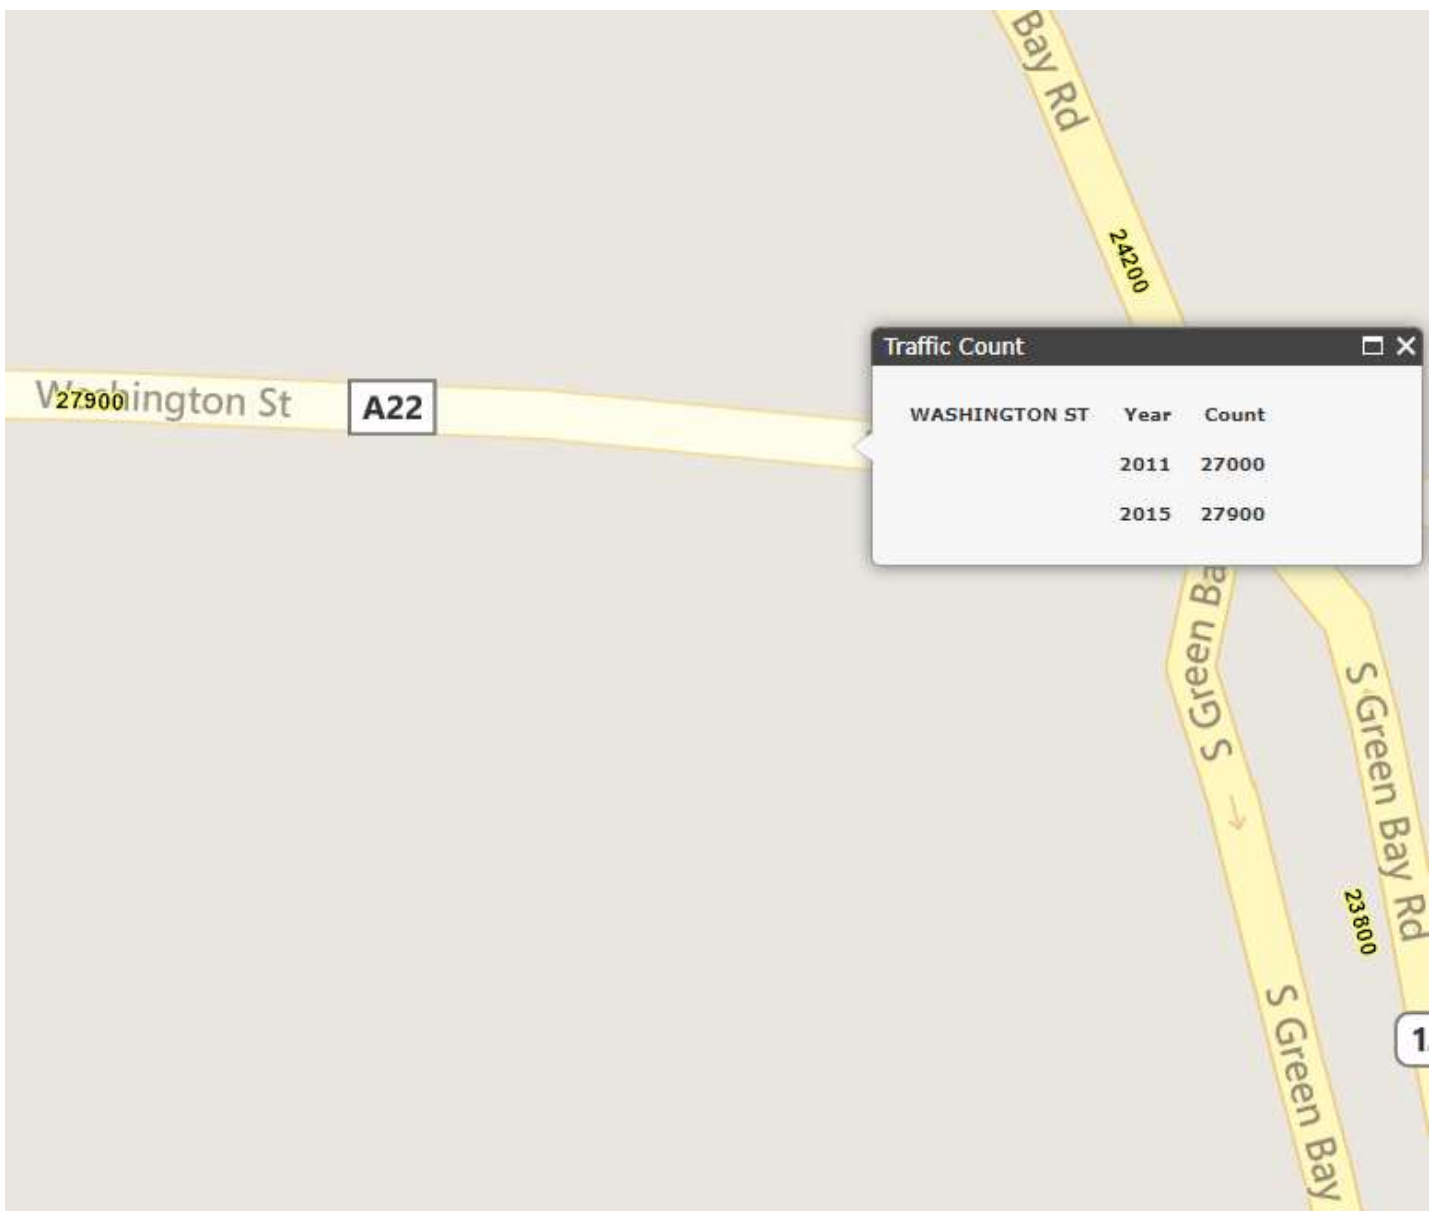 Bay Rd
24200
Traffic Count
Washington St
27900
A22
WASHINGTON ST Year Count
2011 27000
2015 27900
S Green Ba
S Green Bay Rd
23800
S Green Bay
1